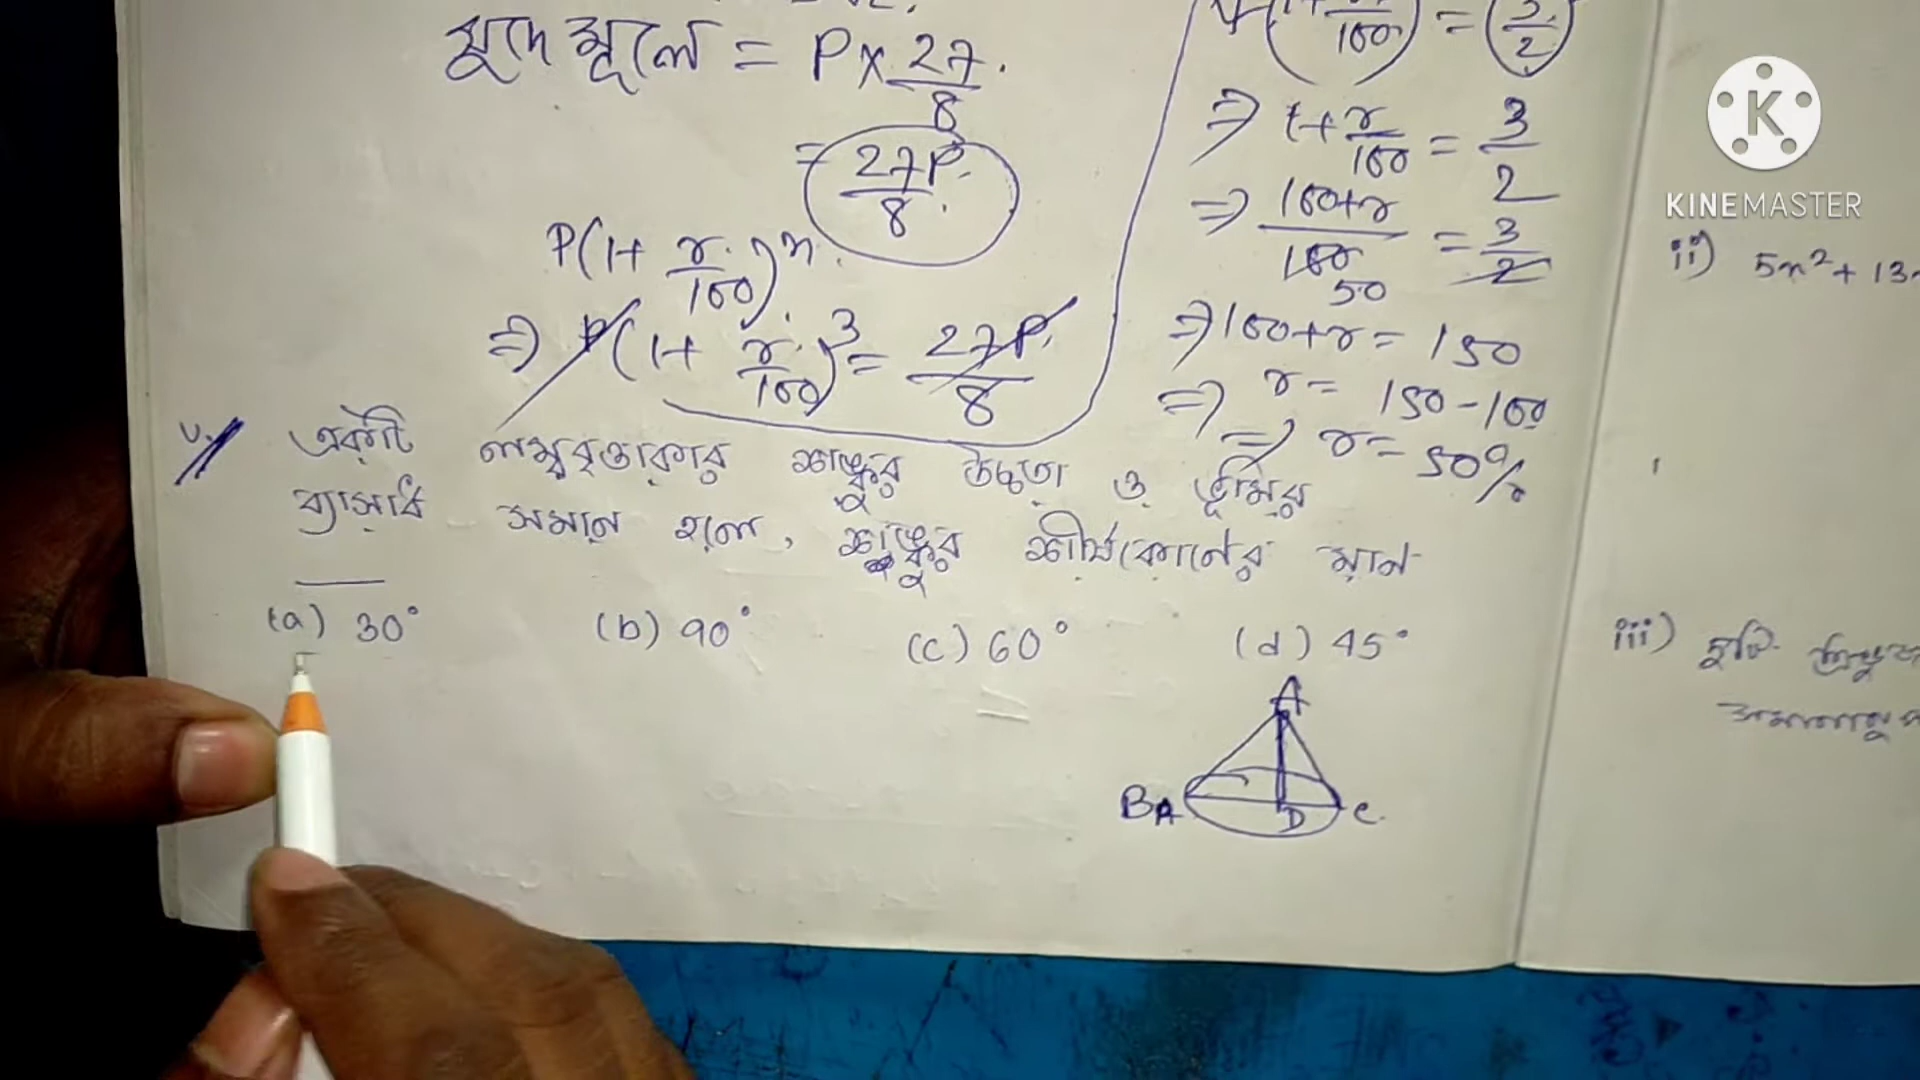 সুদে মূলে = P × 27/8.
= 27P/8.
P(1+ r/100)ⁿ.
⇒ P(1+ r/100)³ = 27P/8
(1+ r/100) = (3/2)
⇒ 1+ r/100 = 3/2
⇒ 100+r/100 = 3/2
50
⇒ 100+r = 150
⇒ r = 150-100
⇒ r = 50%
v. একটি লম্ববৃত্তাকার শঙ্কুর উচ্চতা ও ভূমির
ব্যাসার্ধ সমান হলে, শঙ্কুর শীর্ষকোণের মান
____
(a) 30° (b) 90° (c) 60° (d) 45°
A
B A D C.
KINEMASTER
ii) 5x² + 13
iii) দুটি ত্রিভুজ